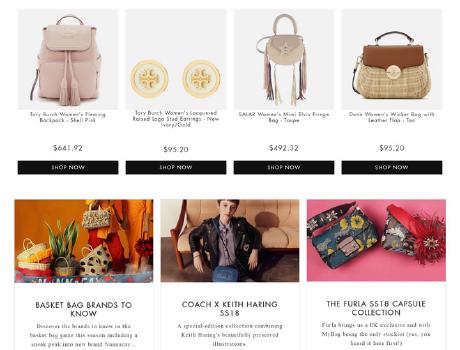 Tory Burch Women's Fleming
Backpack - Shell Pink
Tory Burch Women's Lacquered
Raised Logo Stud Earrings - New
Ivory/Gold
SALAR Women's Mimi Elvis Fringe
Bag - Taupe
Dune Women's Wicker Bag with
Leather Flap - Tan
$641.92
$95.20
$492.32
$95.20
SHOP NOW
SHOP NOW
SHOP NOW
SHOP NOW
BASKET BAG BRANDS TO
KNOW
Discover the brands to know in the
basket bag game this season including a
sneak peak into new brand Nannacay...
COACH X KEITH HARING
SS18
A special-edition collection combining
Keith Haring's beautifully preserved
illustrations.
THE FURLA SS18 CAPSULE
COLLECTION
Furla brings us a UK exclusive and with
MyBag being the only stockist (yes, you
heard it here first!)